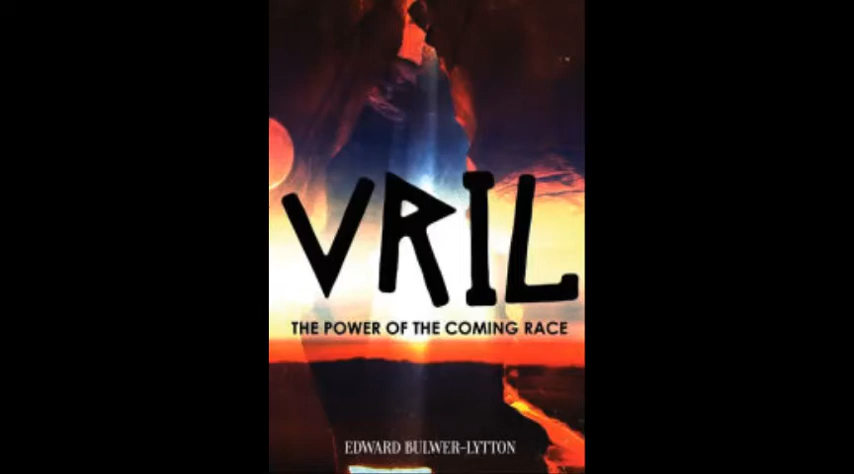 VRIL
THE POWER OF THE COMING RACE
EDWARD BULWER-LYTTON